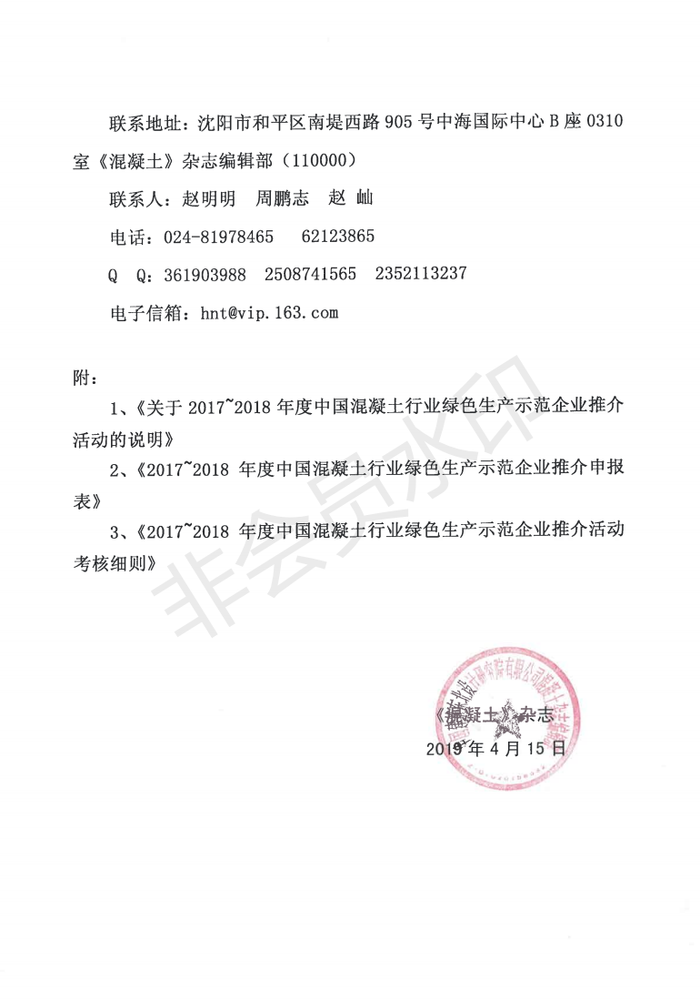 联系地址：沈阳市和平区南堤西路 905 号中海国际中心 B 座 0310
室《混凝土》杂志编辑部（110000）
联系人：赵明明 周鹏志 赵 屾
电话：024-81978465 62123865
Q Q：361903988 2508741565 2352113237
电子信箱：hnt@vip.163.com
附：
1、《关于 2017~2018 年度中国混凝土行业绿色生产示范企业推介
活动的说明》
2、《2017~2018 年度中国混凝土行业绿色生产示范企业推介申报
表》
3、《2017~2018 年度中国混凝土行业绿色生产示范企业推介活动
考核细则》
非会员水印
《混凝土》杂志
2019 年 4 月 15 日